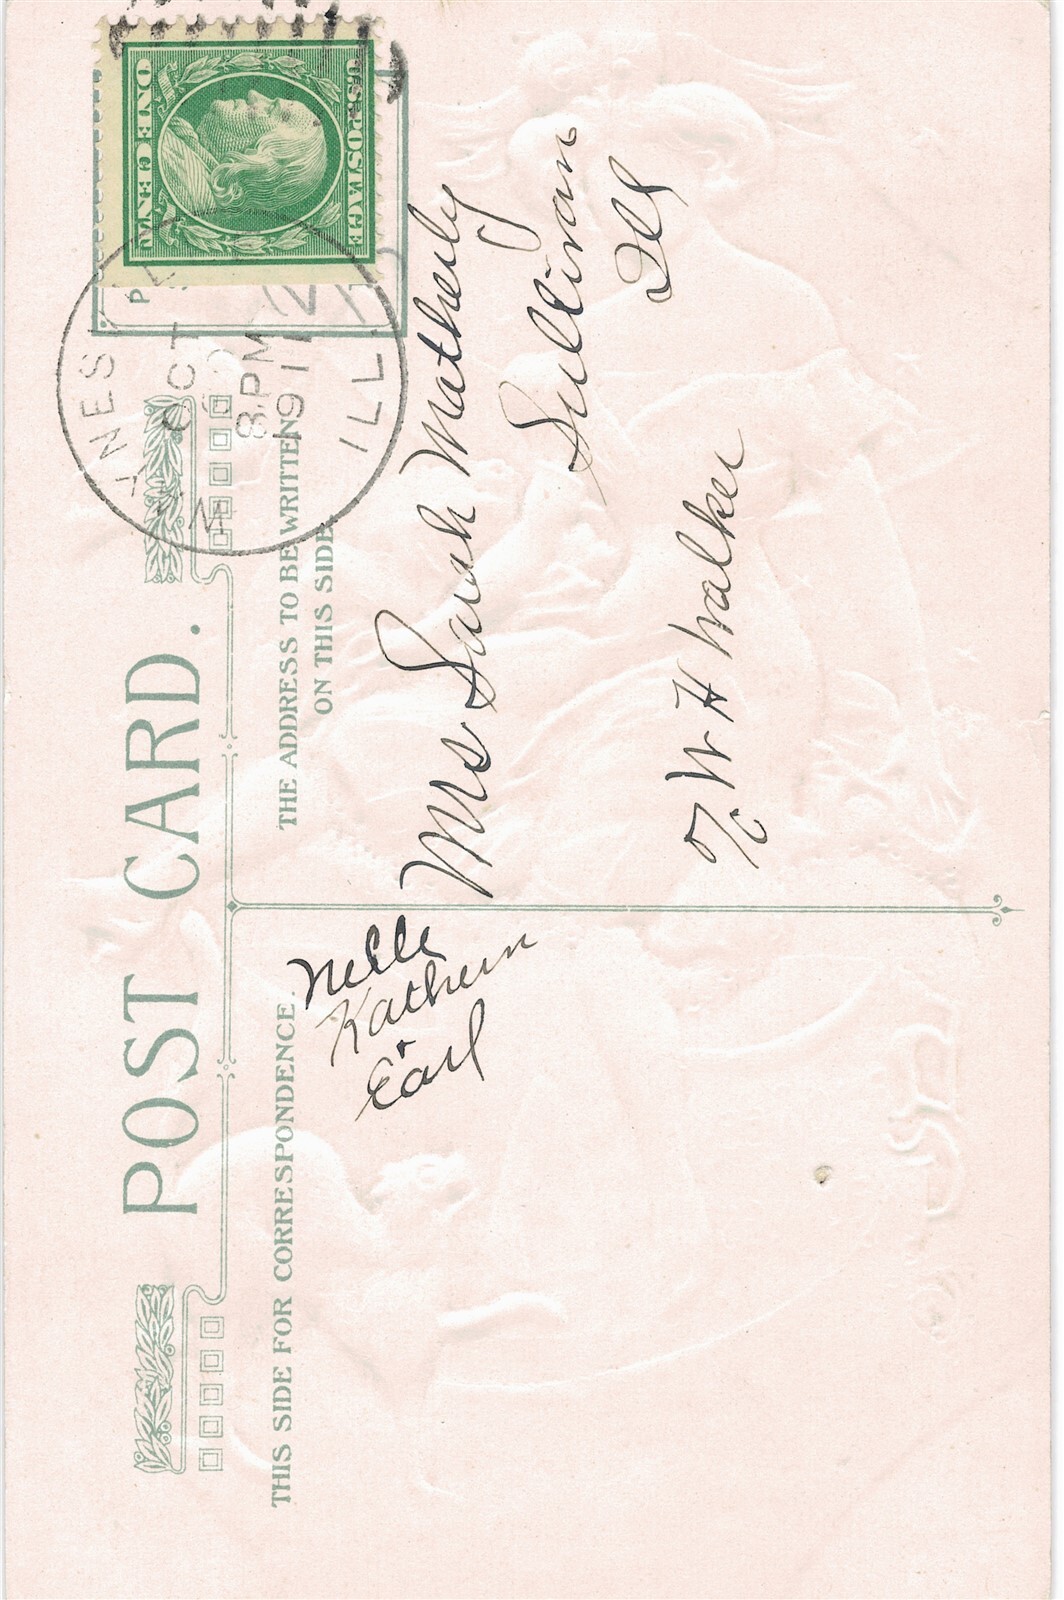 POST CARD.
THIS SIDE FOR CORRESPONDENCE.
THE ADDRESS TO BE WRITTEN
ON THIS SIDE
U.S. POSTAGE
ONE CENT
OCT
8 PM
191
ILL.
Nelle
Kathern
+
Earl
Mrs Sarah Matherly
Sullivan
Ill
c/o W H Walker